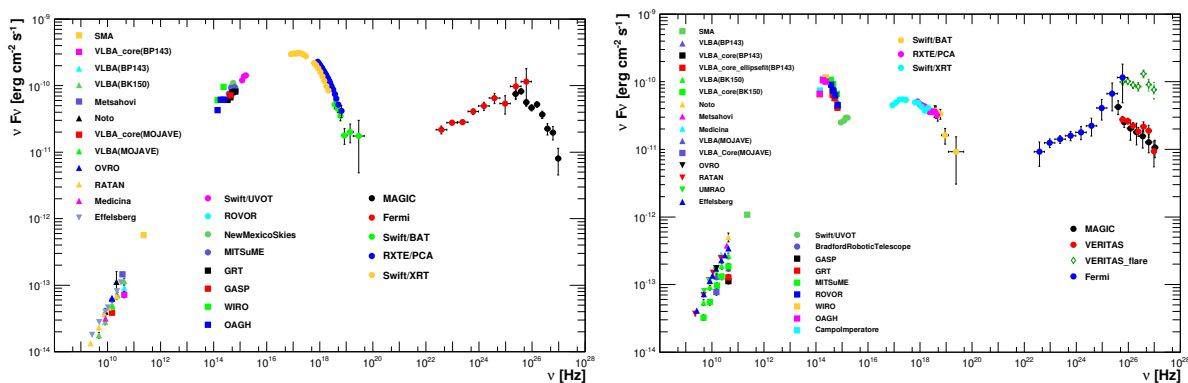 ν Fν [erg cm⁻² s⁻¹]
10⁻⁹
10⁻¹⁰
10⁻¹¹
10⁻¹²
10⁻¹³
10⁻¹⁴
SMA
VLBA_core(BP143)
VLBA(BP143)
VLBA(BK150)
Metsahovi
Noto
VLBA_core(MOJAVE)
VLBA(MOJAVE)
OVRO
RATAN
Medicina
Effelsberg
Swift/UVOT
ROVOR
NewMexicoSkies
MITSuME
GRT
GASP
WIRO
OAGH
MAGIC
Fermi
Swift/BAT
RXTE/PCA
Swift/XRT
10¹⁰ 10¹² 10¹⁴ 10¹⁶ 10¹⁸ 10²⁰ 10²² 10²⁴ 10²⁶ 10²⁸
ν [Hz]
ν Fν [erg cm⁻² s⁻¹]
10⁻⁹
10⁻¹⁰
10⁻¹¹
10⁻¹²
10⁻¹³
10⁻¹⁴
SMA
VLBA(BP143)
VLBA_core(BP143)
VLBA_core_ellipsefit(BP143)
VLBA(BK150)
VLBA_core(BK150)
Noto
Metsahovi
Medicina
VLBA(MOJAVE)
VLBA_Core(MOJAVE)
OVRO
RATAN
UMRAO
Effelsberg
Swift/BAT
RXTE/PCA
Swift/XRT
Swift/UVOT
BradfordRoboticTelescope
GASP
GRT
MITSuME
ROVOR
WIRO
OAGH
CampoImperatore
MAGIC
VERITAS
VERITAS_flare
Fermi
10¹⁰ 10¹² 10¹⁴ 10¹⁶ 10¹⁸ 10²⁰ 10²² 10²⁴ 10²⁶ 10²⁸
ν [Hz]